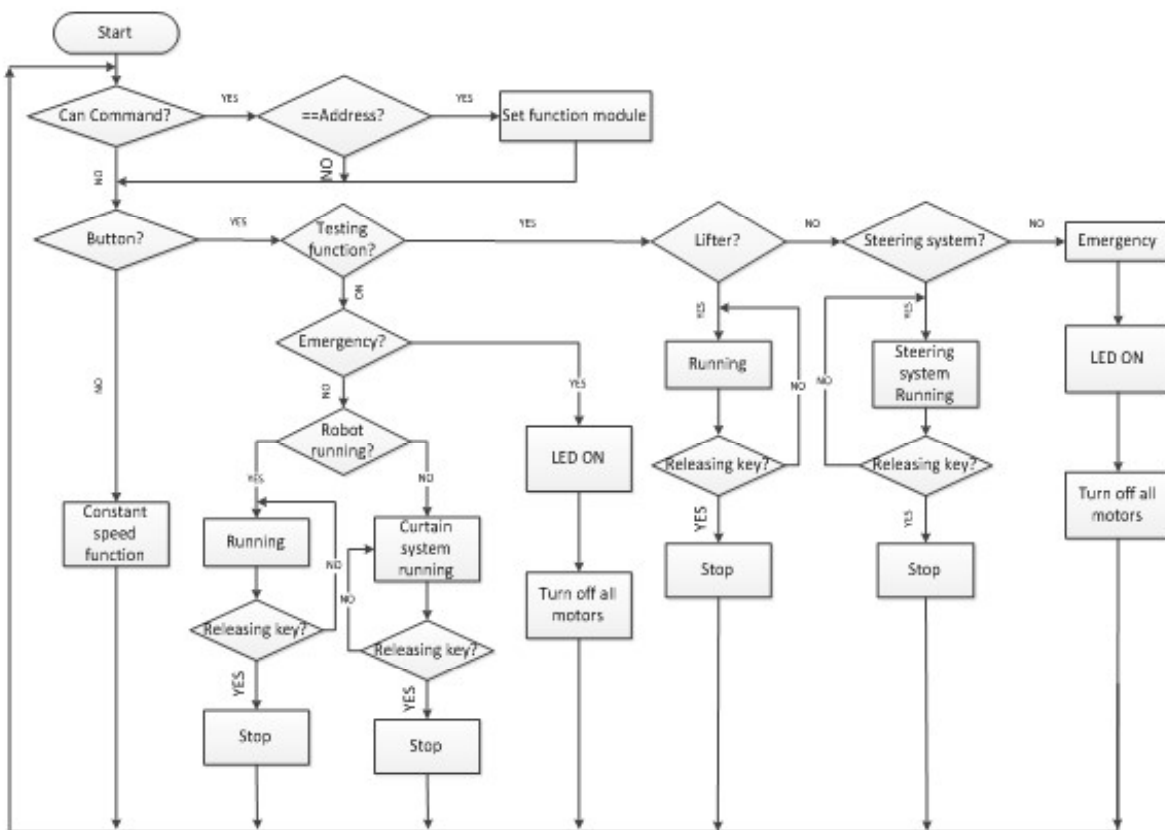 Start
Can Command?
YES
==Address?
YES
Set function module
NO
NO
Button?
YES
Testing
function?
YES
Lifter?
NO
Steering system?
NO
Emergency
NO
ON
Emergency?
YES
NO
Robot
running?
YES
NO
LED ON
Turn off all
motors
Constant
speed
function
Running
NO
Releasing key?
YES
Stop
Curtain
system
running
NO
Releasing key?
YES
Stop
YES
Running
NO
Releasing key?
YES
Stop
YES
Steering
system
Running
NO
Releasing key?
YES
Stop
LED ON
Turn off all
motors